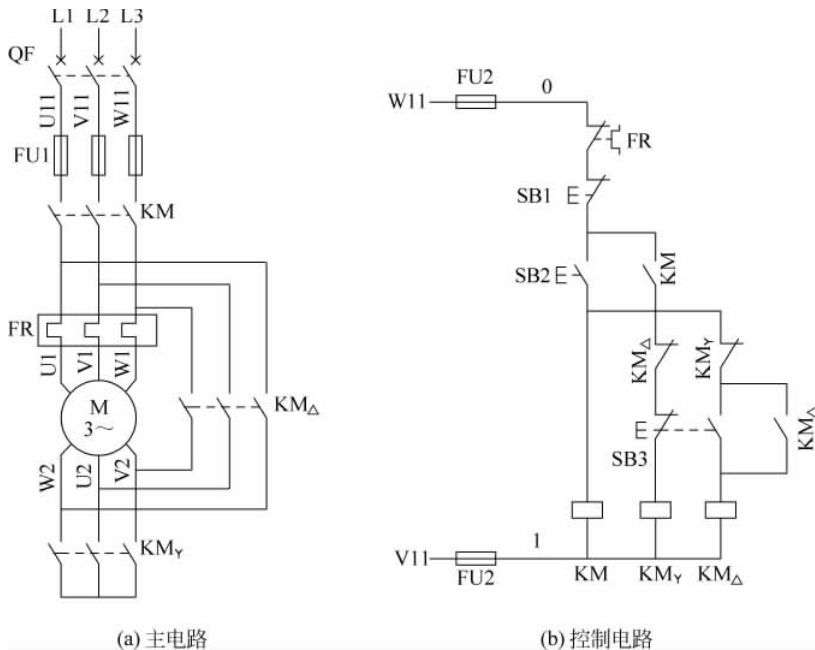 L1 L2 L3
QF
U11 V11 W11
FU1
KM
FR
U1 V1 W1
M
3～
KM△
W2 U2 V2
KMY
(a) 主电路
W11 FU2 0
FR
SB1
SB2 KM
KM△ KMY
KM△
SB3
V11 FU2 1 KM KMY KM△
(b) 控制电路